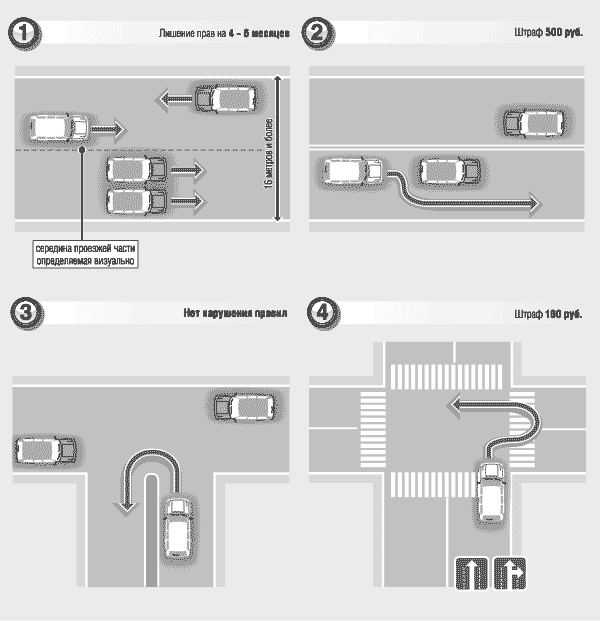 1
Лишение прав на 4 - 6 месяцев
2
Штраф 500 руб.
16 метров и более
середина проезжей части
определяемая визуально
3
Нет нарушения правил
4
Штраф 100 руб.